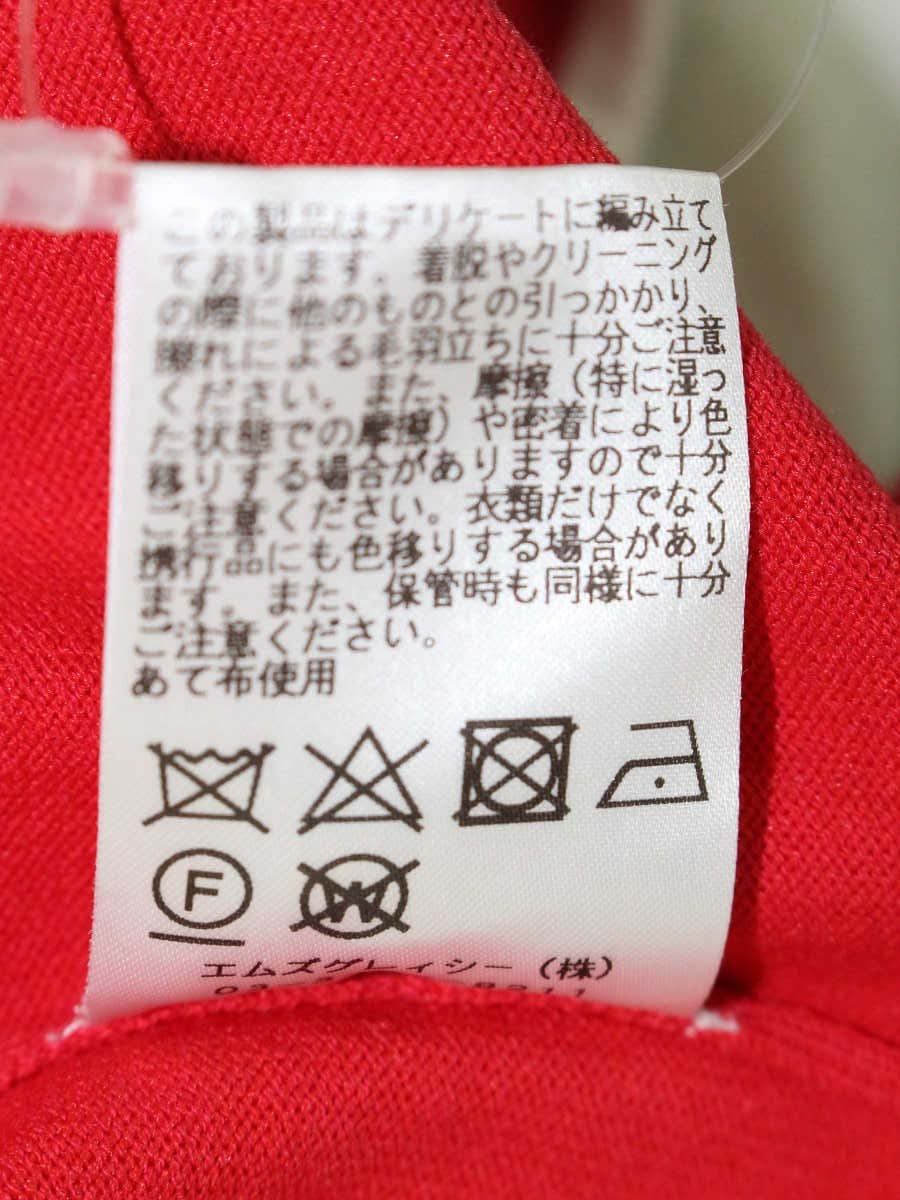 この製品はデリケートに編み立て
ております。着脱やクリーニング
の際に他のものとの引っかかり、
擦れによる毛羽立ちに十分ご注意
ください。また、摩擦（特に湿っ
た状態での摩擦）や密着により色
移りする場合がありますので十分
ご注意ください。衣類だけでなく
携行品にも色移りする場合があり
ます。また、保管時も同様に十分
ご注意ください。
あて布使用
F
W
エムズグレィシー（株）